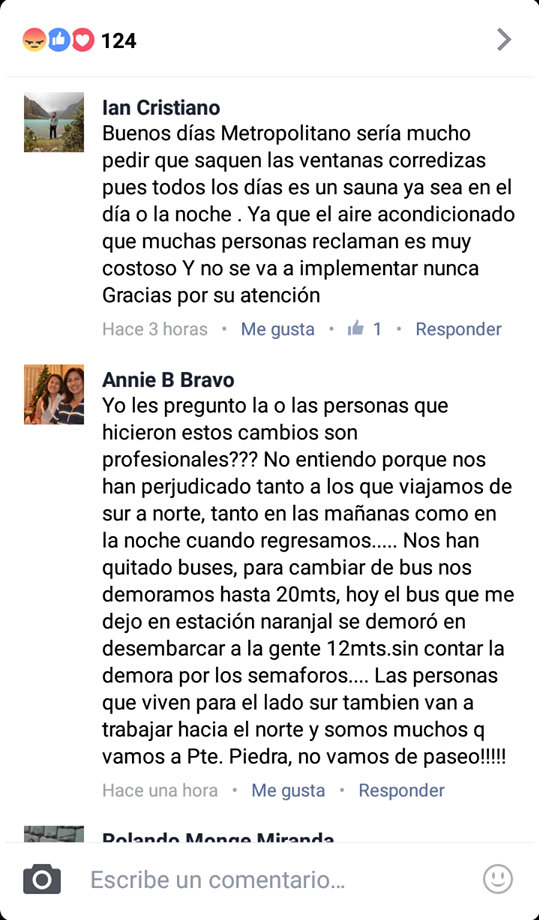 124
Ian Cristiano
Buenos días Metropolitano sería mucho
pedir que saquen las ventanas corredizas
pues todos los días es un sauna ya sea en el
día o la noche . Ya que el aire acondicionado
que muchas personas reclaman es muy
costoso Y no se va a implementar nunca
Gracias por su atención
Hace 3 horas • Me gusta • 1 • Responder
Annie B Bravo
Yo les pregunto la o las personas que
hicieron estos cambios son
profesionales??? No entiendo porque nos
han perjudicado tanto a los que viajamos de
sur a norte, tanto en las mañanas como en
la noche cuando regresamos..... Nos han
quitado buses, para cambiar de bus nos
demoramos hasta 20mts, hoy el bus que me
dejo en estación naranjal se demoró en
desembarcar a la gente 12mts.sin contar la
demora por los semaforos.... Las personas
que viven para el lado sur tambien van a
trabajar hacia el norte y somos muchos q
vamos a Pte. Piedra, no vamos de paseo!!!!!
Hace una hora • Me gusta • Responder
Rolando Monge Miranda
Escribe un comentario...